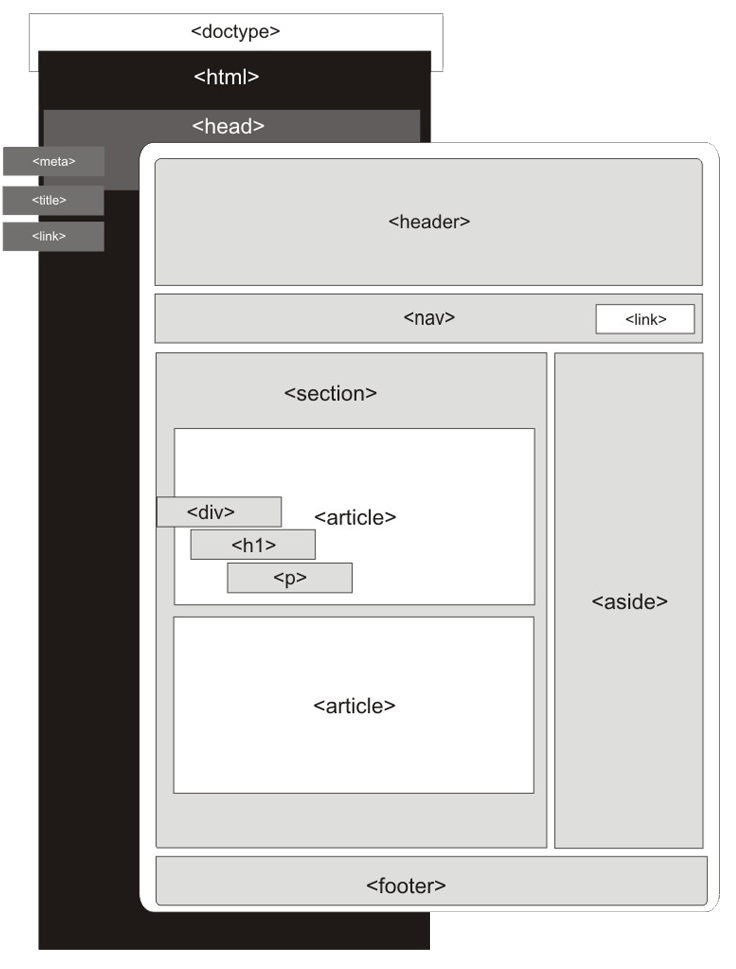 <doctype>
<html>
<head>
<meta>
<title>
<link>
<header>
<nav>
<link>
<section>
<article>
<div>
<h1>
<p>
<aside>
<article>
<footer>